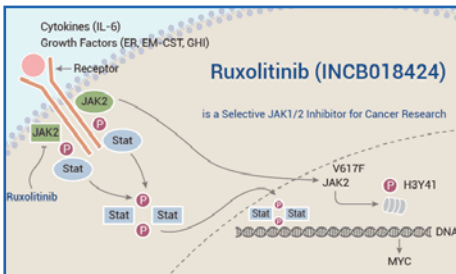 Cytokines (IL-6)
Growth Factors (ER, EM-CST, GHI)
Receptor
Ruxolitinib (INCB018424)
is a Selective JAK1/2 Inhibitor for Cancer Research
JAK2
P
Stat
JAK2
P
Stat
Ruxolitinib
P
Stat Stat
P
V617F
JAK2
P H3Y41
P
Stat P Stat
DNA
MYC